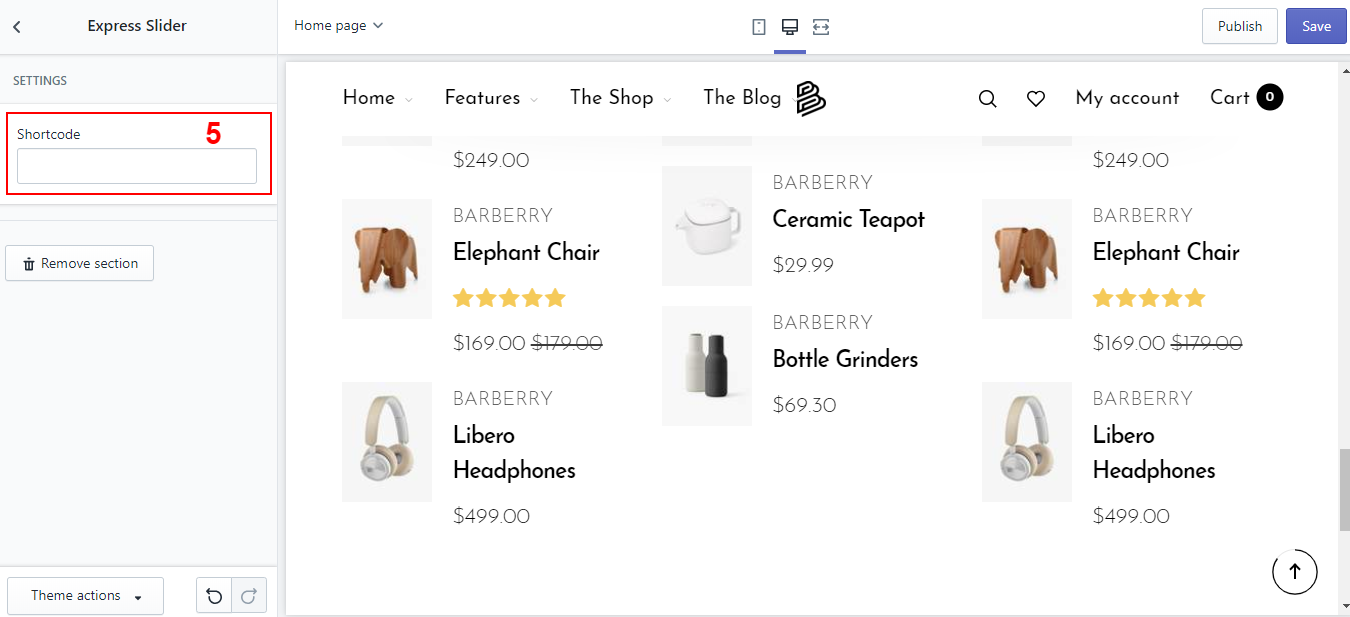 Express Slider
Home page
Publish
Save
SETTINGS
Shortcode
5
Remove section
Theme actions
Home
Features
The Shop
The Blog
My account
Cart
0
$249.00
BARBERRY
Elephant Chair
$169.00 $179.00
BARBERRY
Libero
Headphones
$499.00
BARBERRY
Ceramic Teapot
$29.99
BARBERRY
Bottle Grinders
$69.30
$249.00
BARBERRY
Elephant Chair
$169.00 $179.00
BARBERRY
Libero
Headphones
$499.00